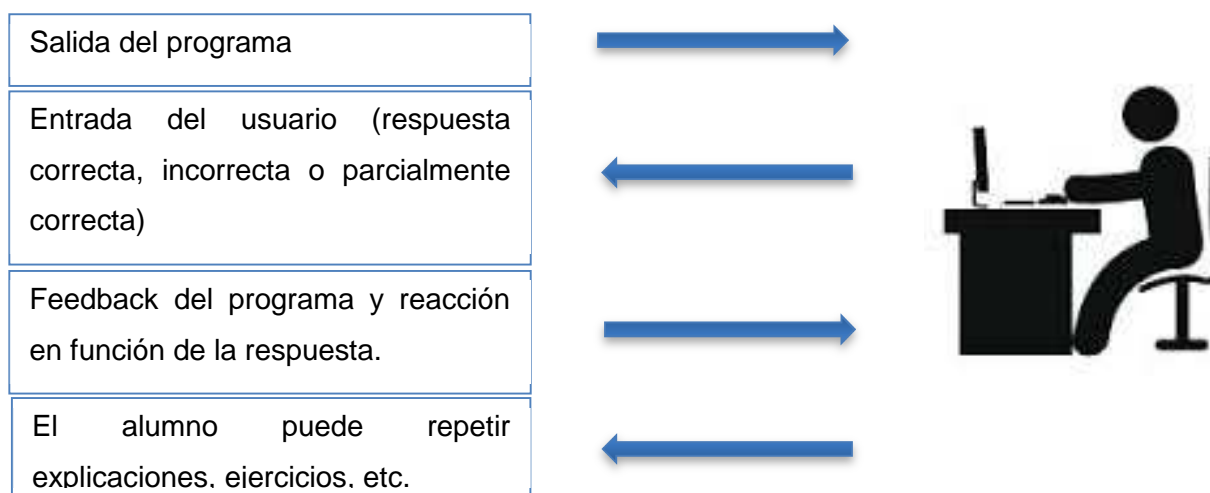 Salida del programa
Entrada del usuario (respuesta
correcta, incorrecta o parcialmente
correcta)
Feedback del programa y reacción
en función de la respuesta.
El alumno puede repetir
explicaciones, ejercicios, etc.